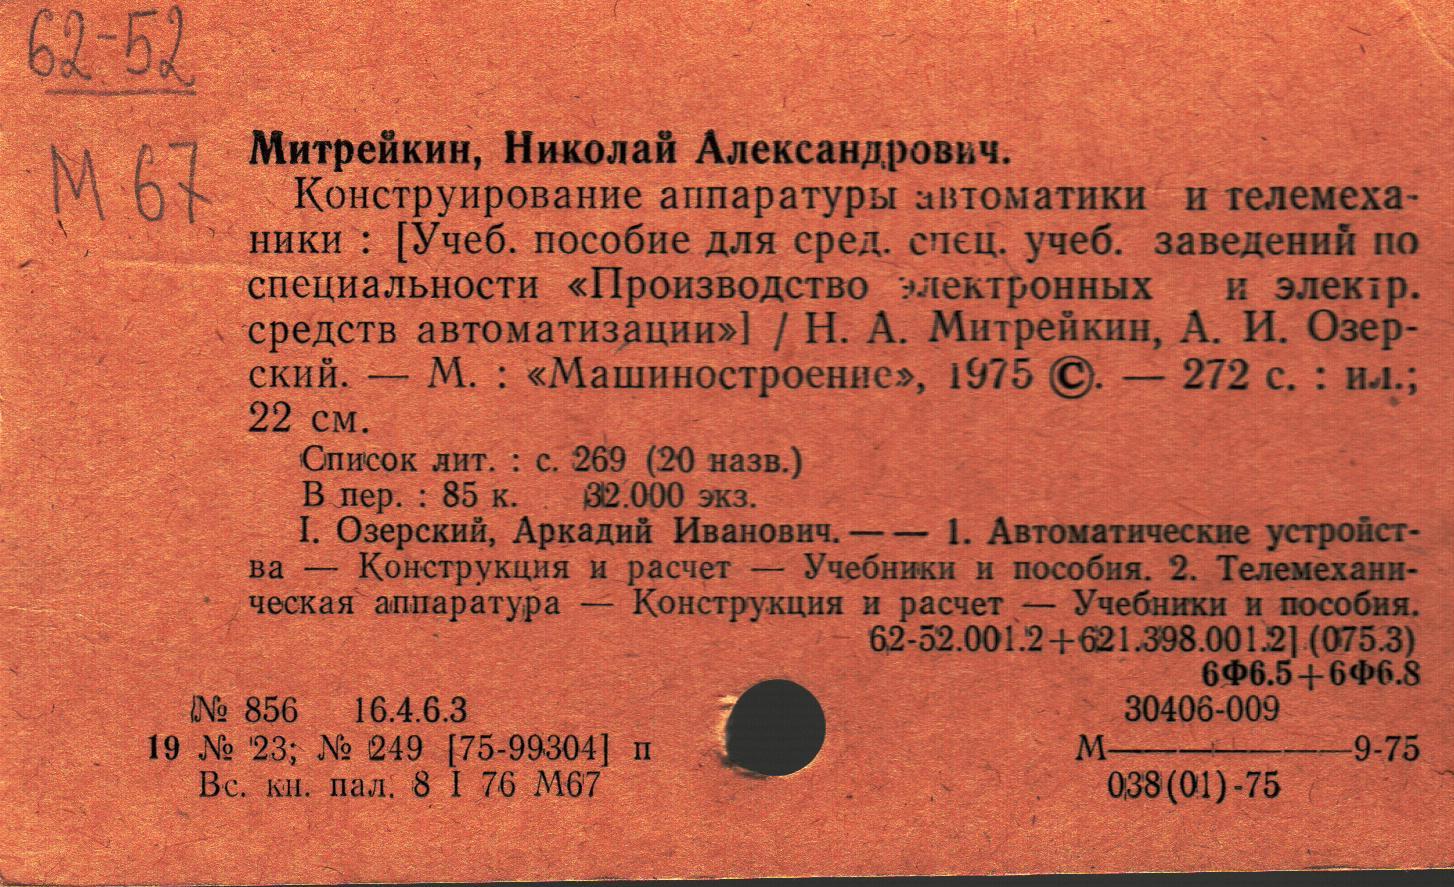 62-52
М 67
Митрейкин, Николай Александрович.
Конструирование аппаратуры автоматики и телемеха-
ники : [Учеб. пособие для сред. спец. учеб. заведений по
специальности «Производство электронных и электр.
средств автоматизации»] / Н. А. Митрейкин, А. И. Озер-
ский. — М. : «Машиностроение», 1975 ©. — 272 с. : ил.;
22 см.
Список лит. : с. 269 (20 назв.)
В пер. : 85 к. 32.000 экз.
I. Озерский, Аркадий Иванович. — — 1. Автоматические устройст-
ва — Конструкция и расчет — Учебники и пособия. 2. Телемехани-
ческая аппаратура — Конструкция и расчет — Учебники и пособия.
62-52.001.2+621.398.001.2] (075.3)
6Ф6.5+6Ф6.8
№ 856 16.4.6.3
30406-009
19 № 23; № 249 [75-99304] п
М———9-75
Вс. кн. пал. 8 I 76 М67
038(01)-75